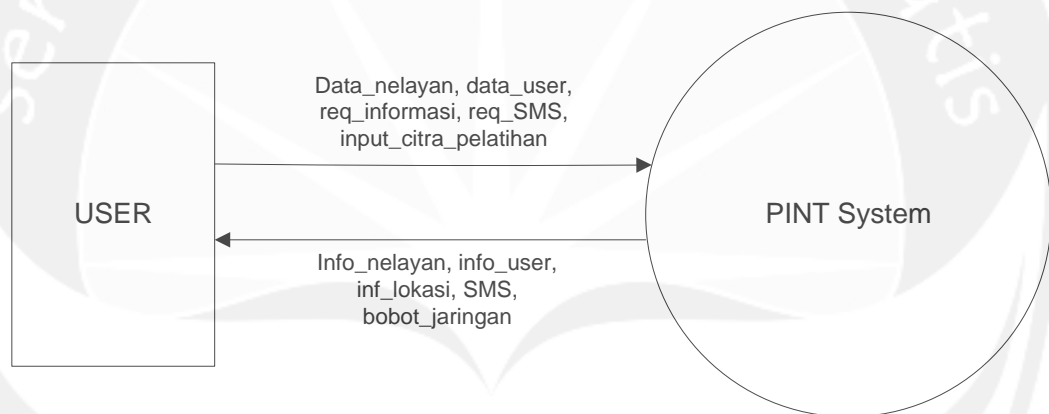 Data_nelayan, data_user,
req_informasi, req_SMS,
input_citra_pelatihan
USER
PINT System
Info_nelayan, info_user,
inf_lokasi, SMS,
bobot_jaringan